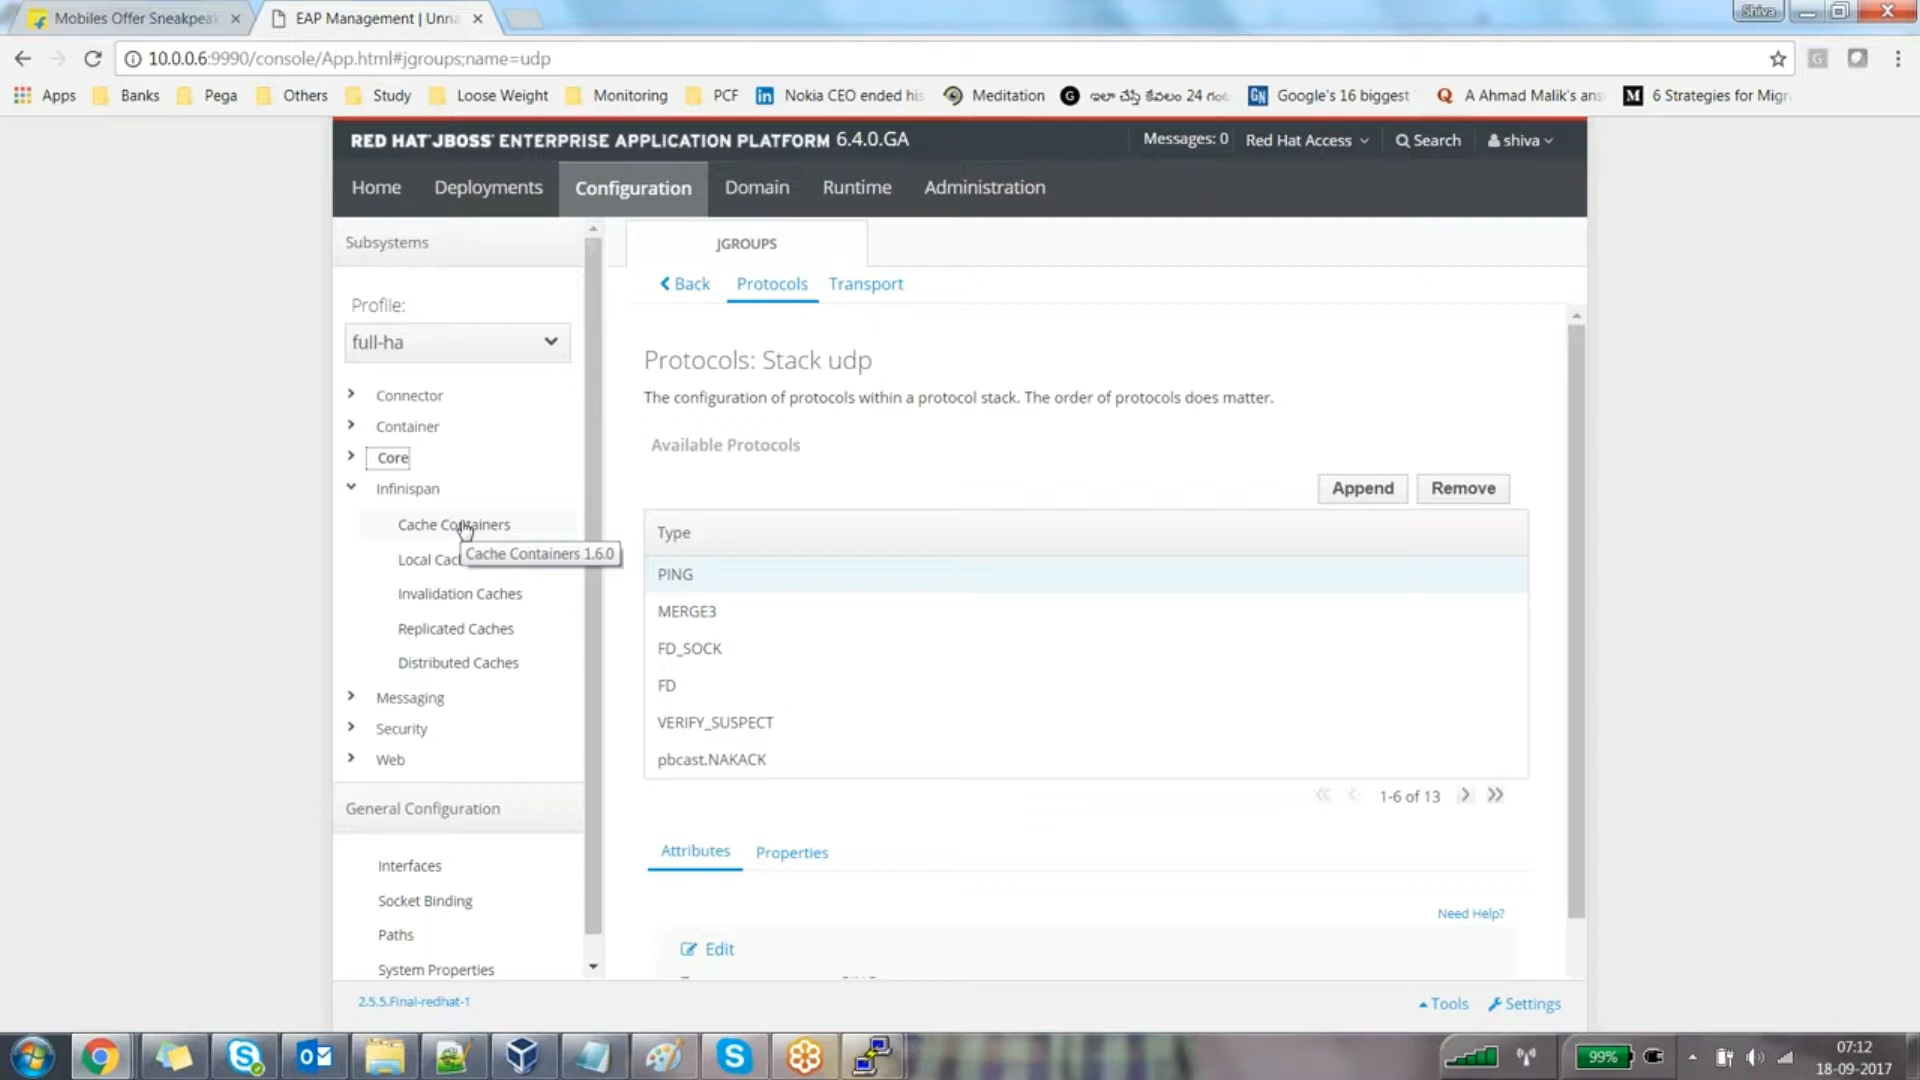 Mobiles Offer Sneakpea
EAP Management | Unna
Shiva
10.0.0.6:9990/console/App.html#jgroups;name=udp
Apps Banks Pega Others Study Loose Weight Monitoring PCF Nokia CEO ended his Meditation ఇలా చేస్తే కేవలం 24 గంట Google's 16 biggest A Ahmad Malik's ans 6 Strategies for Migr
RED HAT JBOSS ENTERPRISE APPLICATION PLATFORM 6.4.0.GA
Messages: 0 Red Hat Access Search shiva
Home Deployments Configuration Domain Runtime Administration
Subsystems
JGROUPS
Back Protocols Transport
Profile:
full-ha
Connector
Container
Core
Infinispan
Cache Containers
Cache Containers 1.6.0
Local Cac
Invalidation Caches
Replicated Caches
Distributed Caches
Messaging
Security
Web
General Configuration
Interfaces
Socket Binding
Paths
System Properties
Protocols: Stack udp
The configuration of protocols within a protocol stack. The order of protocols does matter.
Available Protocols
Append Remove
Type
PING
MERGE3
FD_SOCK
FD
VERIFY_SUSPECT
pbcast.NAKACK
1-6 of 13
Attributes Properties
Need Help?
Edit
2.5.5.Final-redhat-1
Tools Settings
99%
07:12
18-09-2017